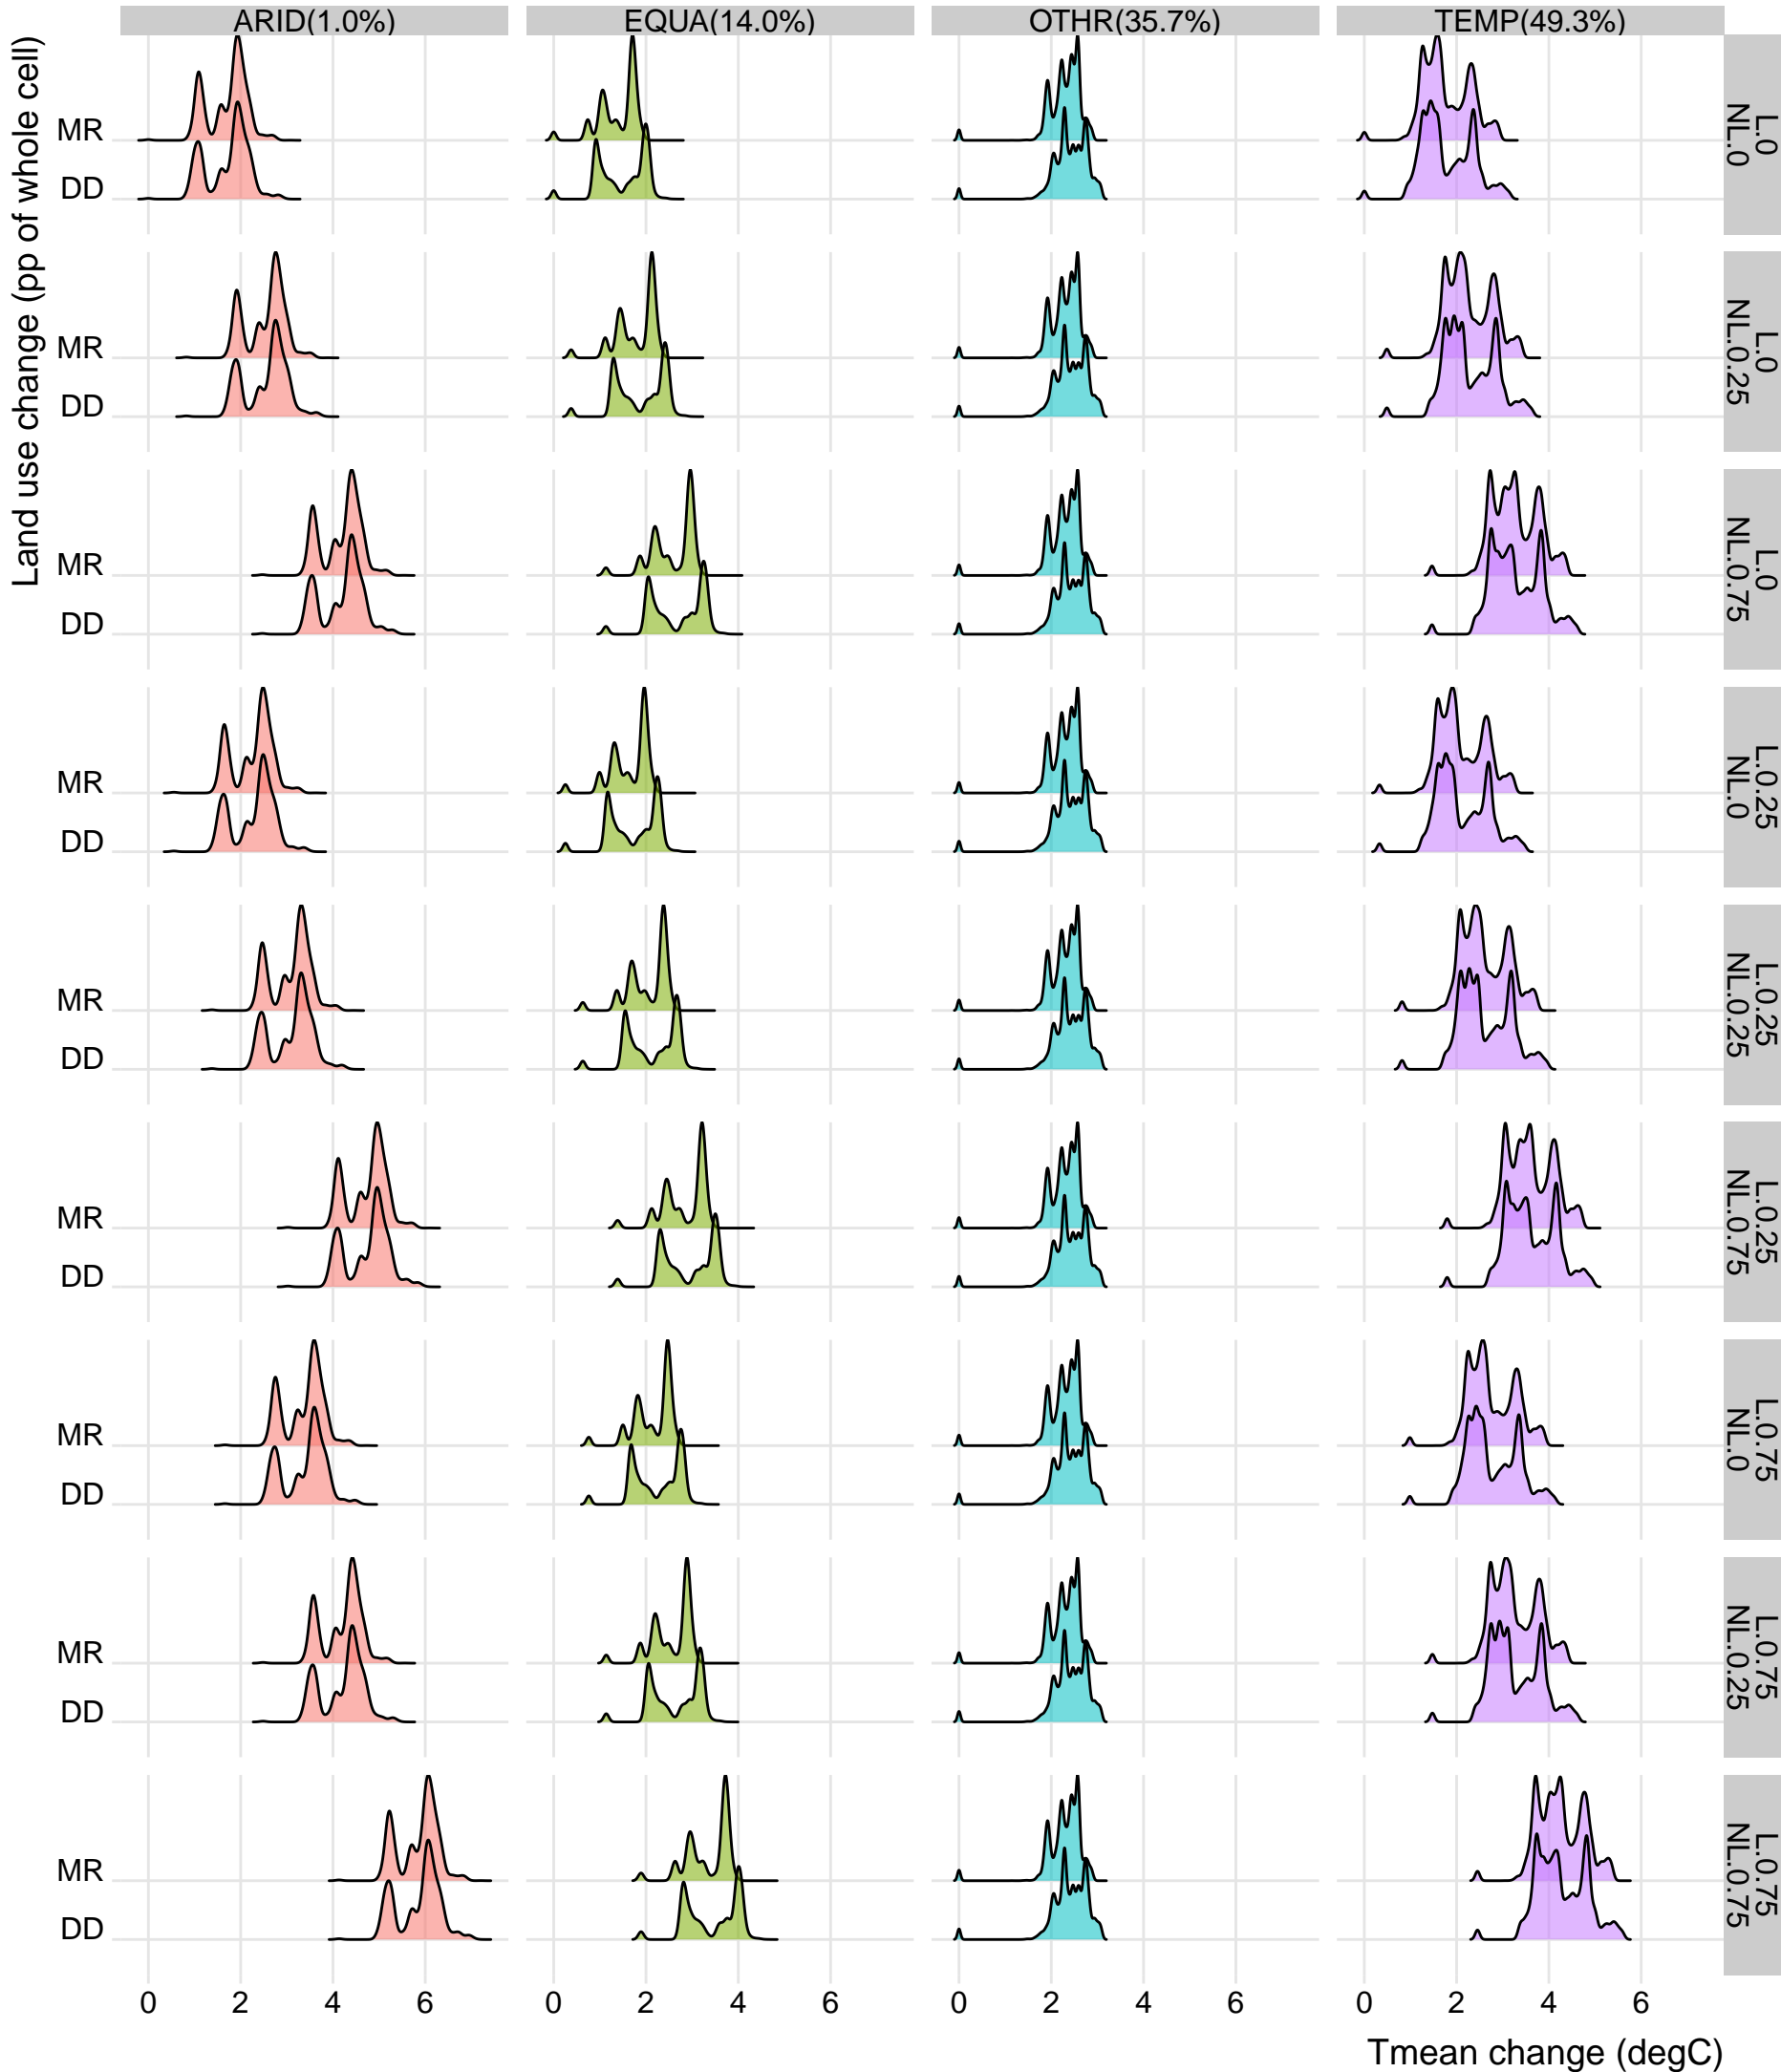 ARID(1.0%) EQUA(14.0%) OTHR(35.7%) TEMP(49.3%)
Land use change (pp of whole cell)
MR
DD
L.0
NL.0
MR
DD
L.0
NL.0.25
MR
DD
L.0
NL.0.75
MR
DD
L.0.25
NL.0
MR
DD
L.0.25
NL.0.25
MR
DD
L.0.25
NL.0.75
MR
DD
L.0.75
NL.0
MR
DD
L.0.75
NL.0.25
MR
DD
L.0.75
NL.0.75
0 2 4 6 0 2 4 6 0 2 4 6 0 2 4 6
Tmean change (degC)